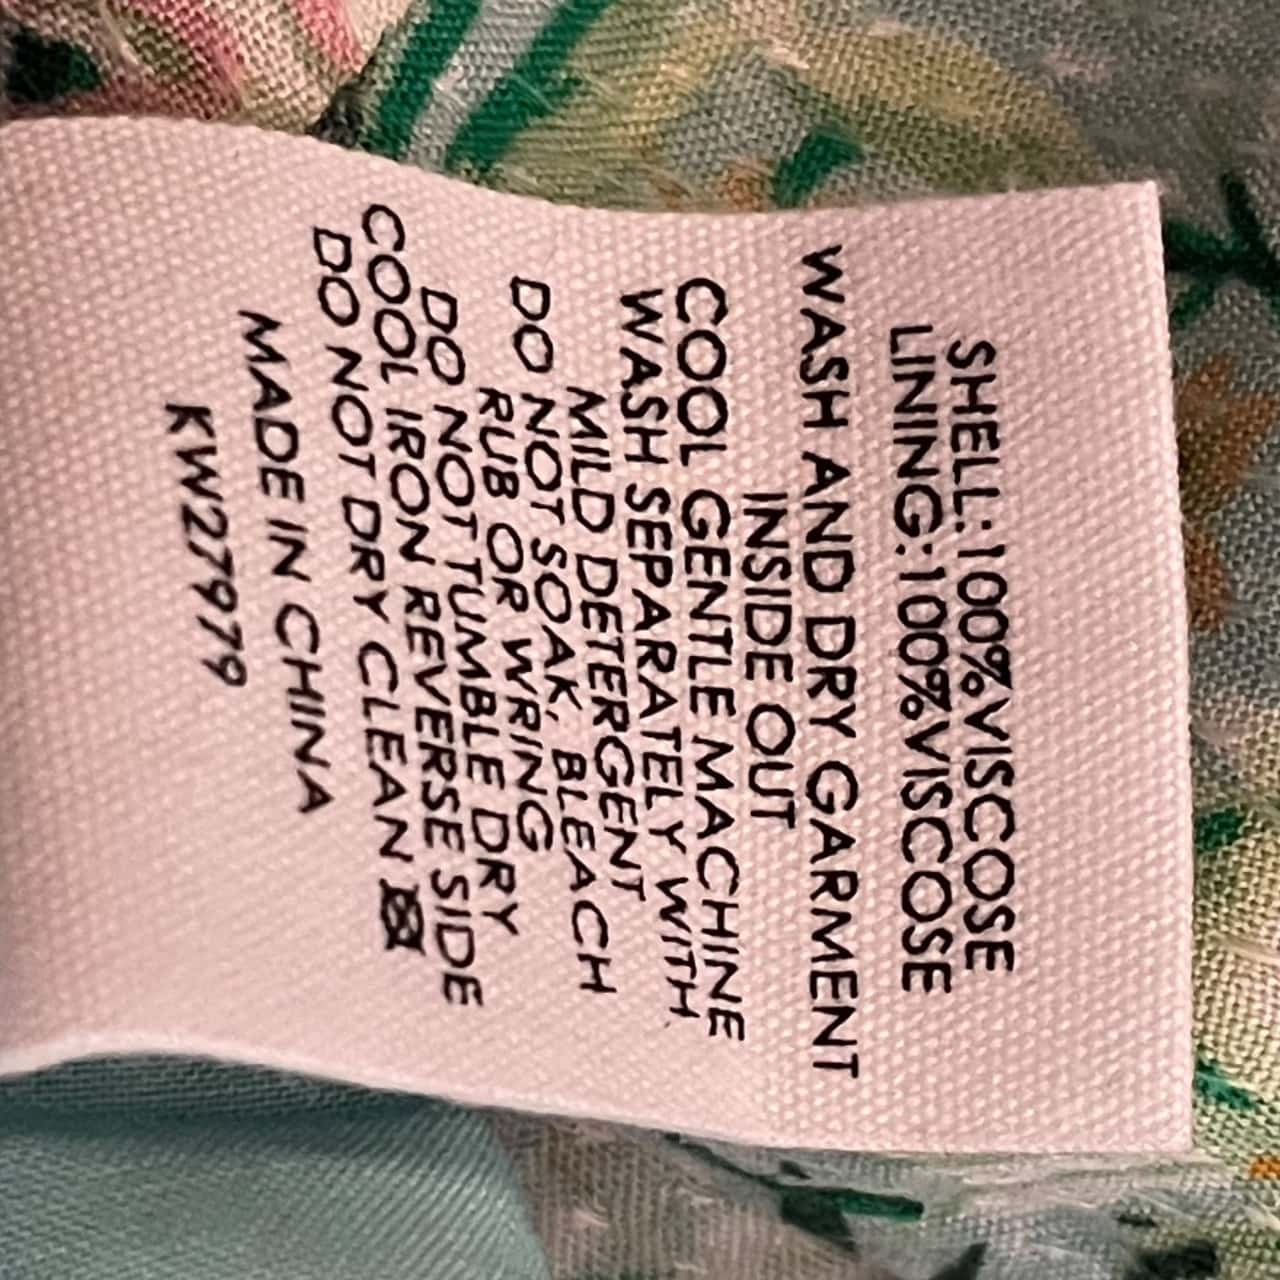 SHELL:100%VISCOSE
LINING:100%VISCOSE
WASH AND DRY GARMENT
INSIDE OUT
COOL GENTLE MACHINE
WASH SEPARATELY WITH
MILD DETERGENT
DO NOT SOAK, BLEACH
RUB OR WRING
DO NOT TUMBLE DRY
COOL IRON REVERSE SIDE
DO NOT DRY CLEAN
MADE IN CHINA
KW27979